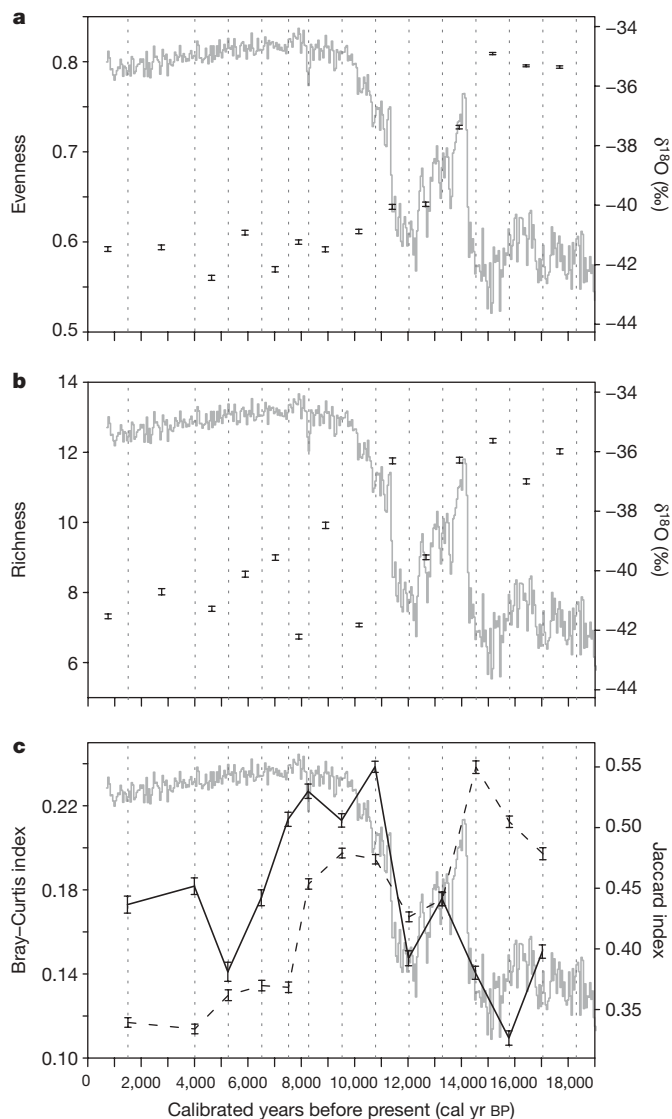 a
0.8
0.7
0.6
0.5
Evenness
–34
–36
–38
–40
–42
–44
δ18O (‰)
b
14
12
10
8
6
Richness
–34
–36
–38
–40
–42
–44
δ18O (‰)
c
0.22
0.18
0.14
0.10
Bray–Curtis index
0.55
0.50
0.45
0.40
0.35
Jaccard index
0 2,000 4,000 6,000 8,000 10,000 12,000 14,000 16,000 18,000
Calibrated years before present (cal yr BP)